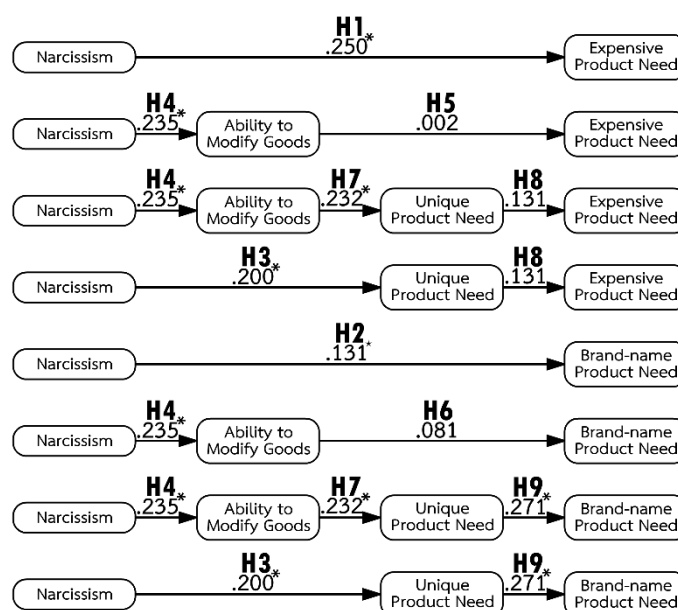 H1
.250*
Narcissism
Expensive
Product Need
H4
.235*
H5
.002
Narcissism
Ability to
Modify Goods
Expensive
Product Need
H4
.235*
H7
.232*
H8
.131
Narcissism
Ability to
Modify Goods
Unique
Product Need
Expensive
Product Need
H3
.200*
H8
.131
Narcissism
Unique
Product Need
Expensive
Product Need
H2
.131*
Narcissism
Brand-name
Product Need
H4
.235*
H6
.081
Narcissism
Ability to
Modify Goods
Brand-name
Product Need
H4
.235*
H7
.232*
H9
.271*
Narcissism
Ability to
Modify Goods
Unique
Product Need
Brand-name
Product Need
H3
.200*
H9
.271*
Narcissism
Unique
Product Need
Brand-name
Product Need